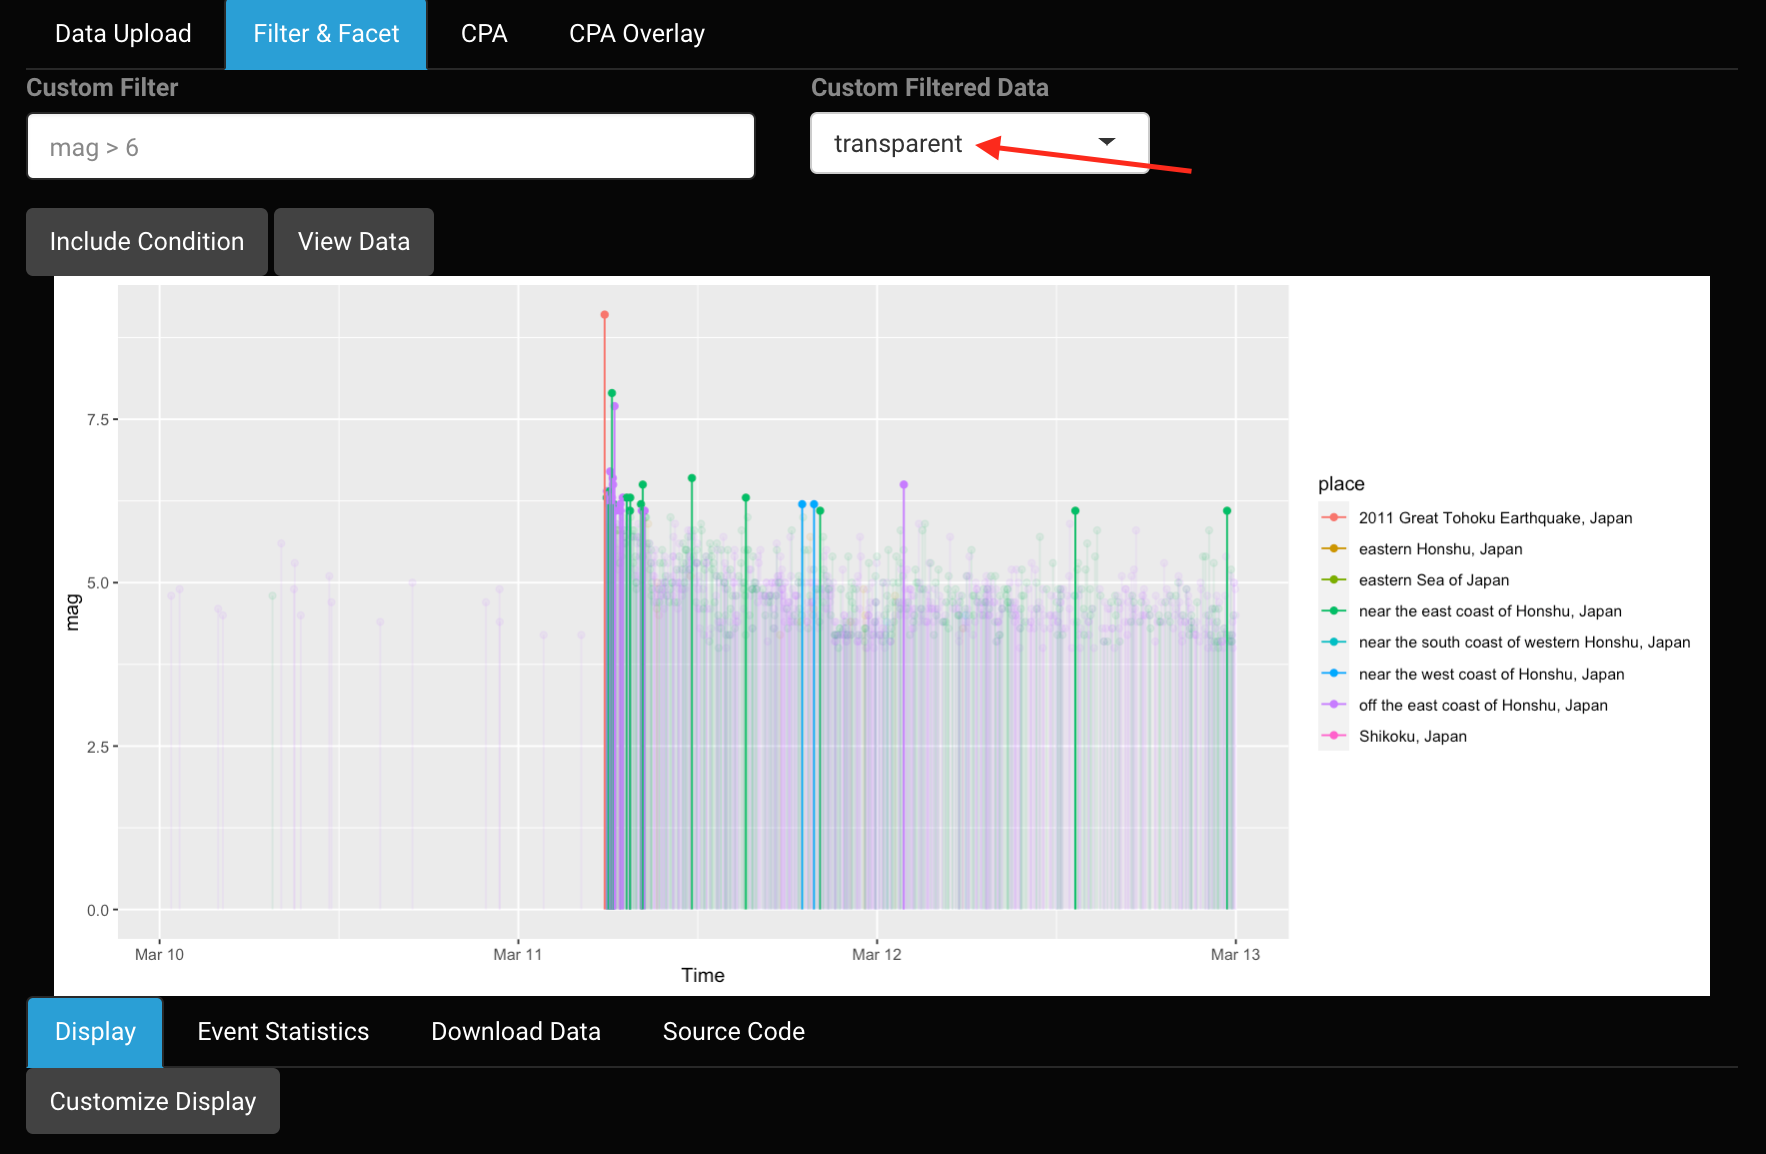 Data Upload Filter & Facet CPA CPA Overlay
Custom Filter Custom Filtered Data
mag > 6 transparent
Include Condition View Data
7.5
5.0
2.5
0.0
mag
Mar 10 Mar 11 Mar 12 Mar 13
Time
place
2011 Great Tohoku Earthquake, Japan
eastern Honshu, Japan
eastern Sea of Japan
near the east coast of Honshu, Japan
near the south coast of western Honshu, Japan
near the west coast of Honshu, Japan
off the east coast of Honshu, Japan
Shikoku, Japan
Display Event Statistics Download Data Source Code
Customize Display